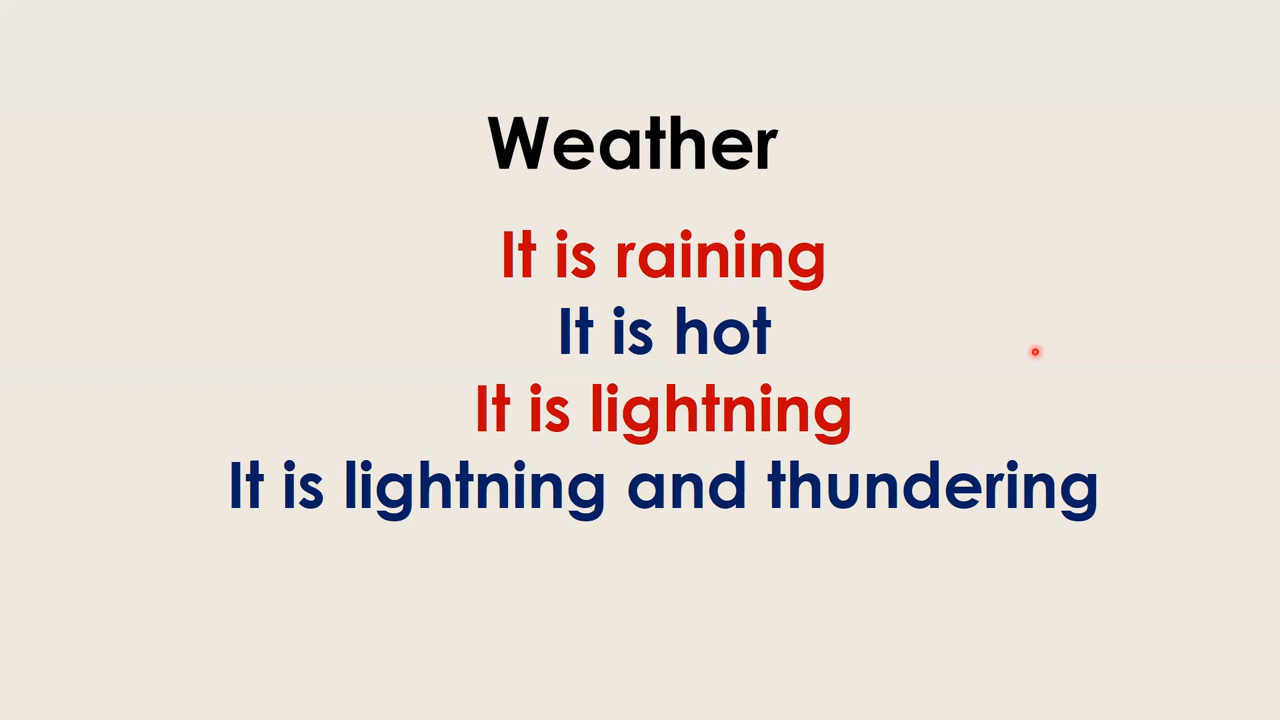 Weather
It is raining
It is hot
It is lightning
It is lightning and thundering